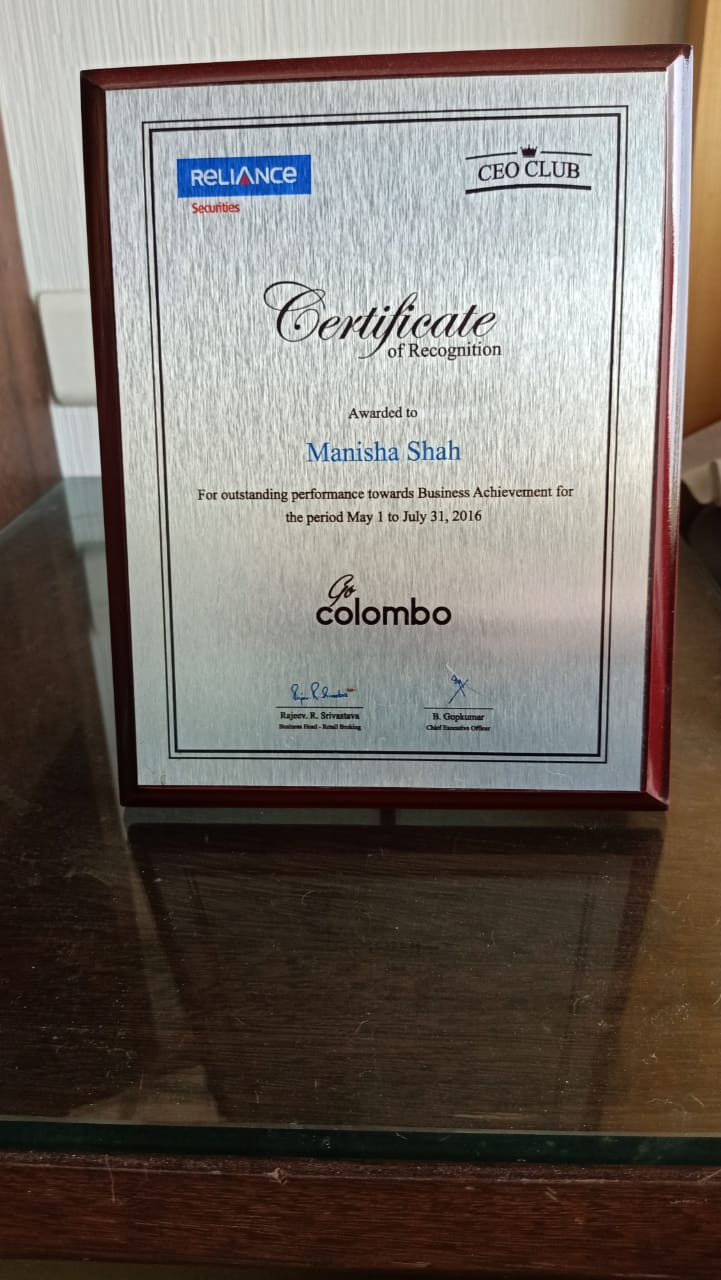 RELIANCE
Securities
CEO CLUB
Certificate
of Recognition
Awarded to
Manisha Shah
For outstanding performance towards Business Achievement for
the period May 1 to July 31, 2016
Go
colombo
Rajeev. R. Srivastava
Business Head - Retail Broking
B. Gopkumar
Chief Executive Officer